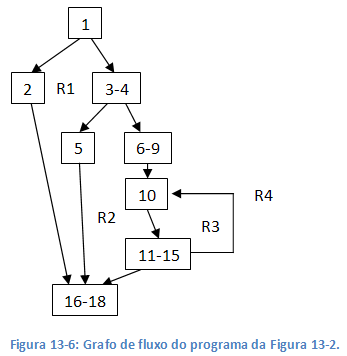 1
2 R1 3-4
5 6-9
10 R4
R2 R3
11-15
16-18
Figura 13-6: Grafo de fluxo do programa da Figura 13-2.